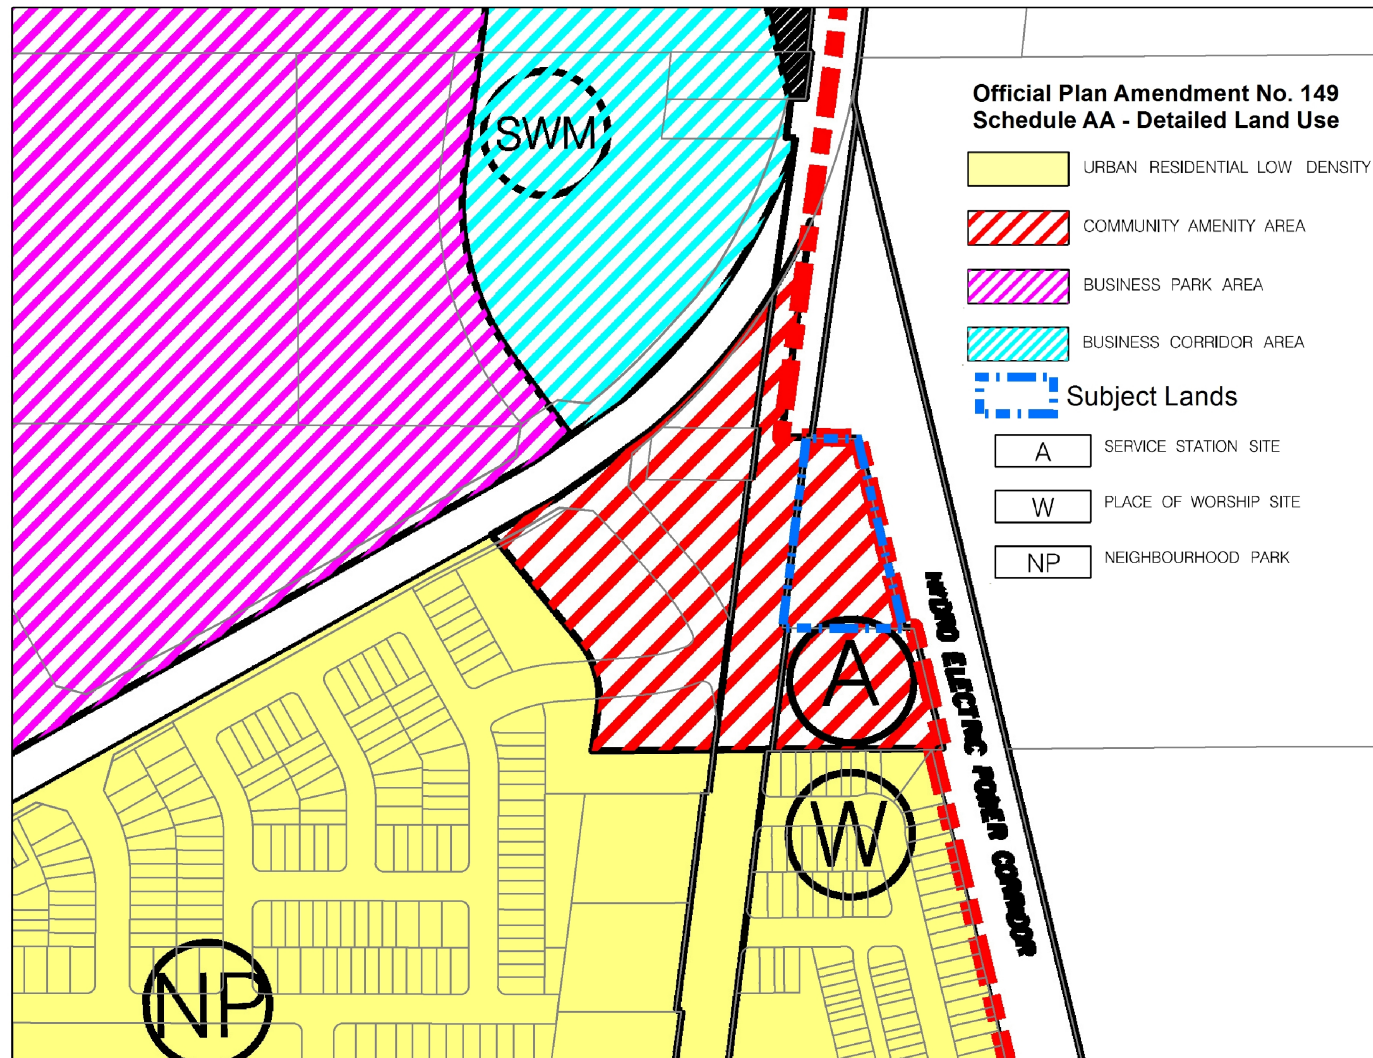 SWM
Official Plan Amendment No. 149
Schedule AA - Detailed Land Use
URBAN RESIDENTIAL LOW DENSITY
COMMUNITY AMENITY AREA
BUSINESS PARK AREA
BUSINESS CORRIDOR AREA
Subject Lands
A SERVICE STATION SITE
W PLACE OF WORSHIP SITE
NP NEIGHBOURHOOD PARK
HYDRO ELECTRIC POWER CORRIDOR
A
W
NP